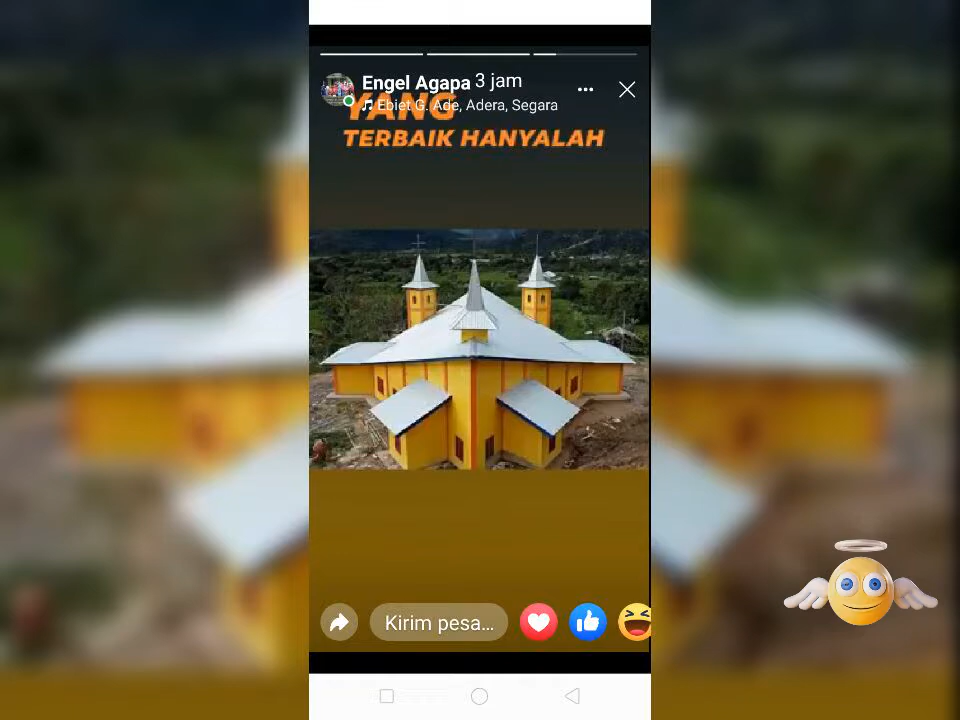 Engel Agapa 3 jam
Ebiet G. Ade, Adera, Segara
YANG
TERBAIK HANYALAH
Kirim pesa...